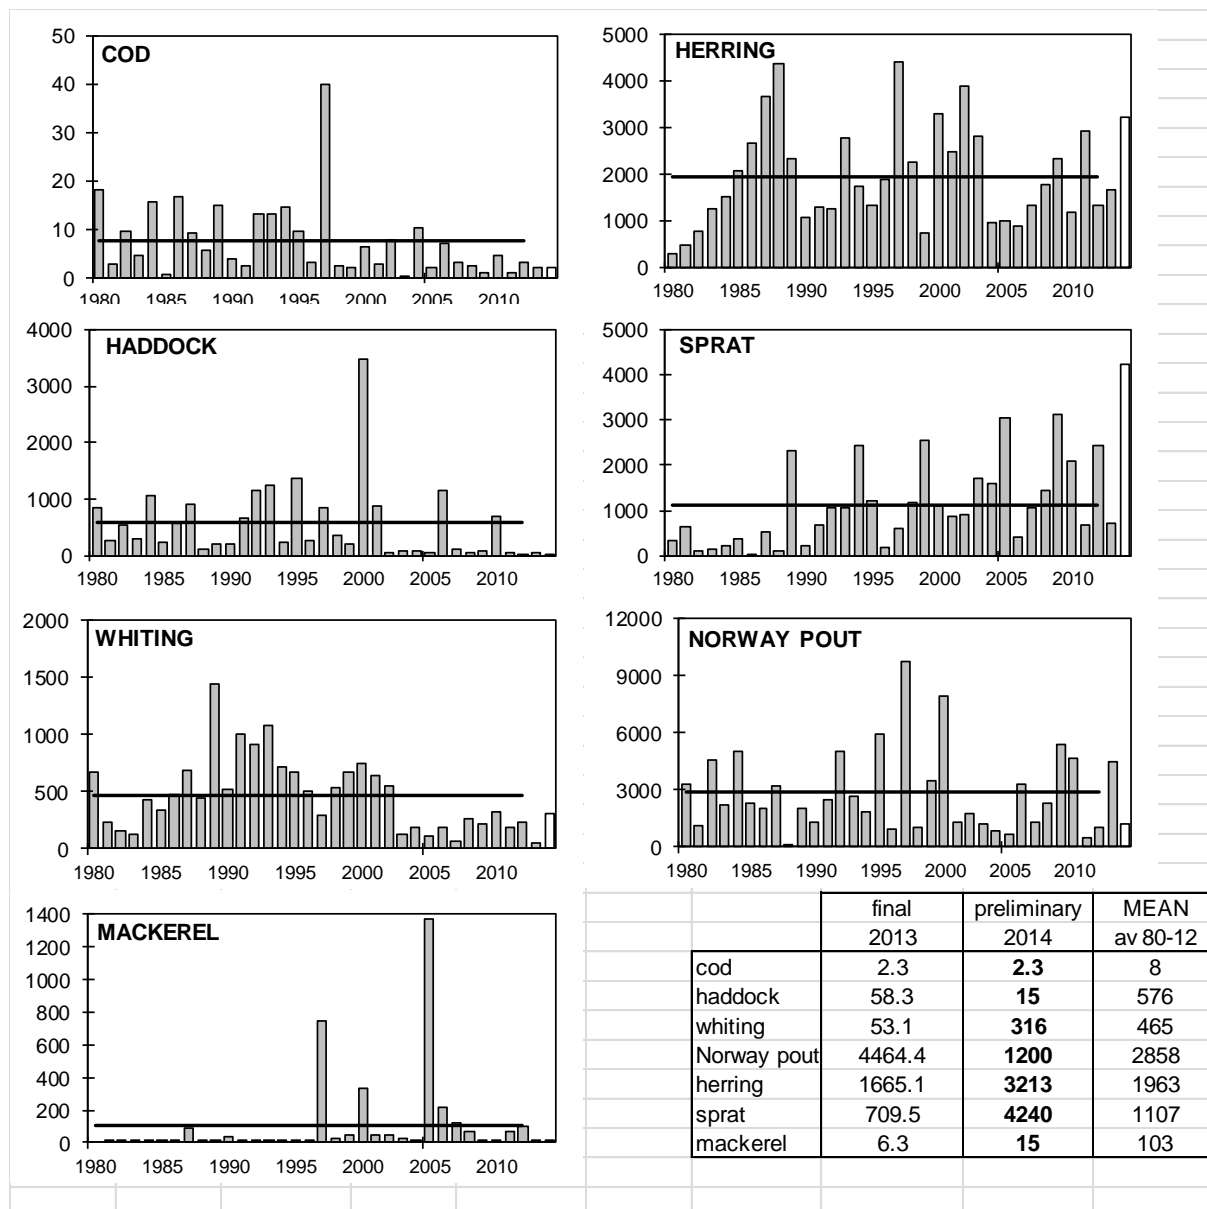 COD
50
40
30
20
10
0
1980 1985 1990 1995 2000 2005 2010
HERRING
5000
4000
3000
2000
1000
0
1980 1985 1990 1995 2000 2005 2010
HADDOCK
4000
3000
2000
1000
0
1980 1985 1990 1995 2000 2005 2010
SPRAT
5000
4000
3000
2000
1000
0
1980 1985 1990 1995 2000 2005 2010
WHITING
2000
1500
1000
500
0
1980 1985 1990 1995 2000 2005 2010
NORWAY POUT
12000
9000
6000
3000
0
1980 1985 1990 1995 2000 2005 2010
MACKEREL
1400
1200
1000
800
600
400
200
0
1980 1985 1990 1995 2000 2005 2010
final preliminary MEAN
2013 2014 av 80-12
cod 2.3 2.3 8
haddock 58.3 15 576
whiting 53.1 316 465
Norway pout 4464.4 1200 2858
herring 1665.1 3213 1963
sprat 709.5 4240 1107
mackerel 6.3 15 103